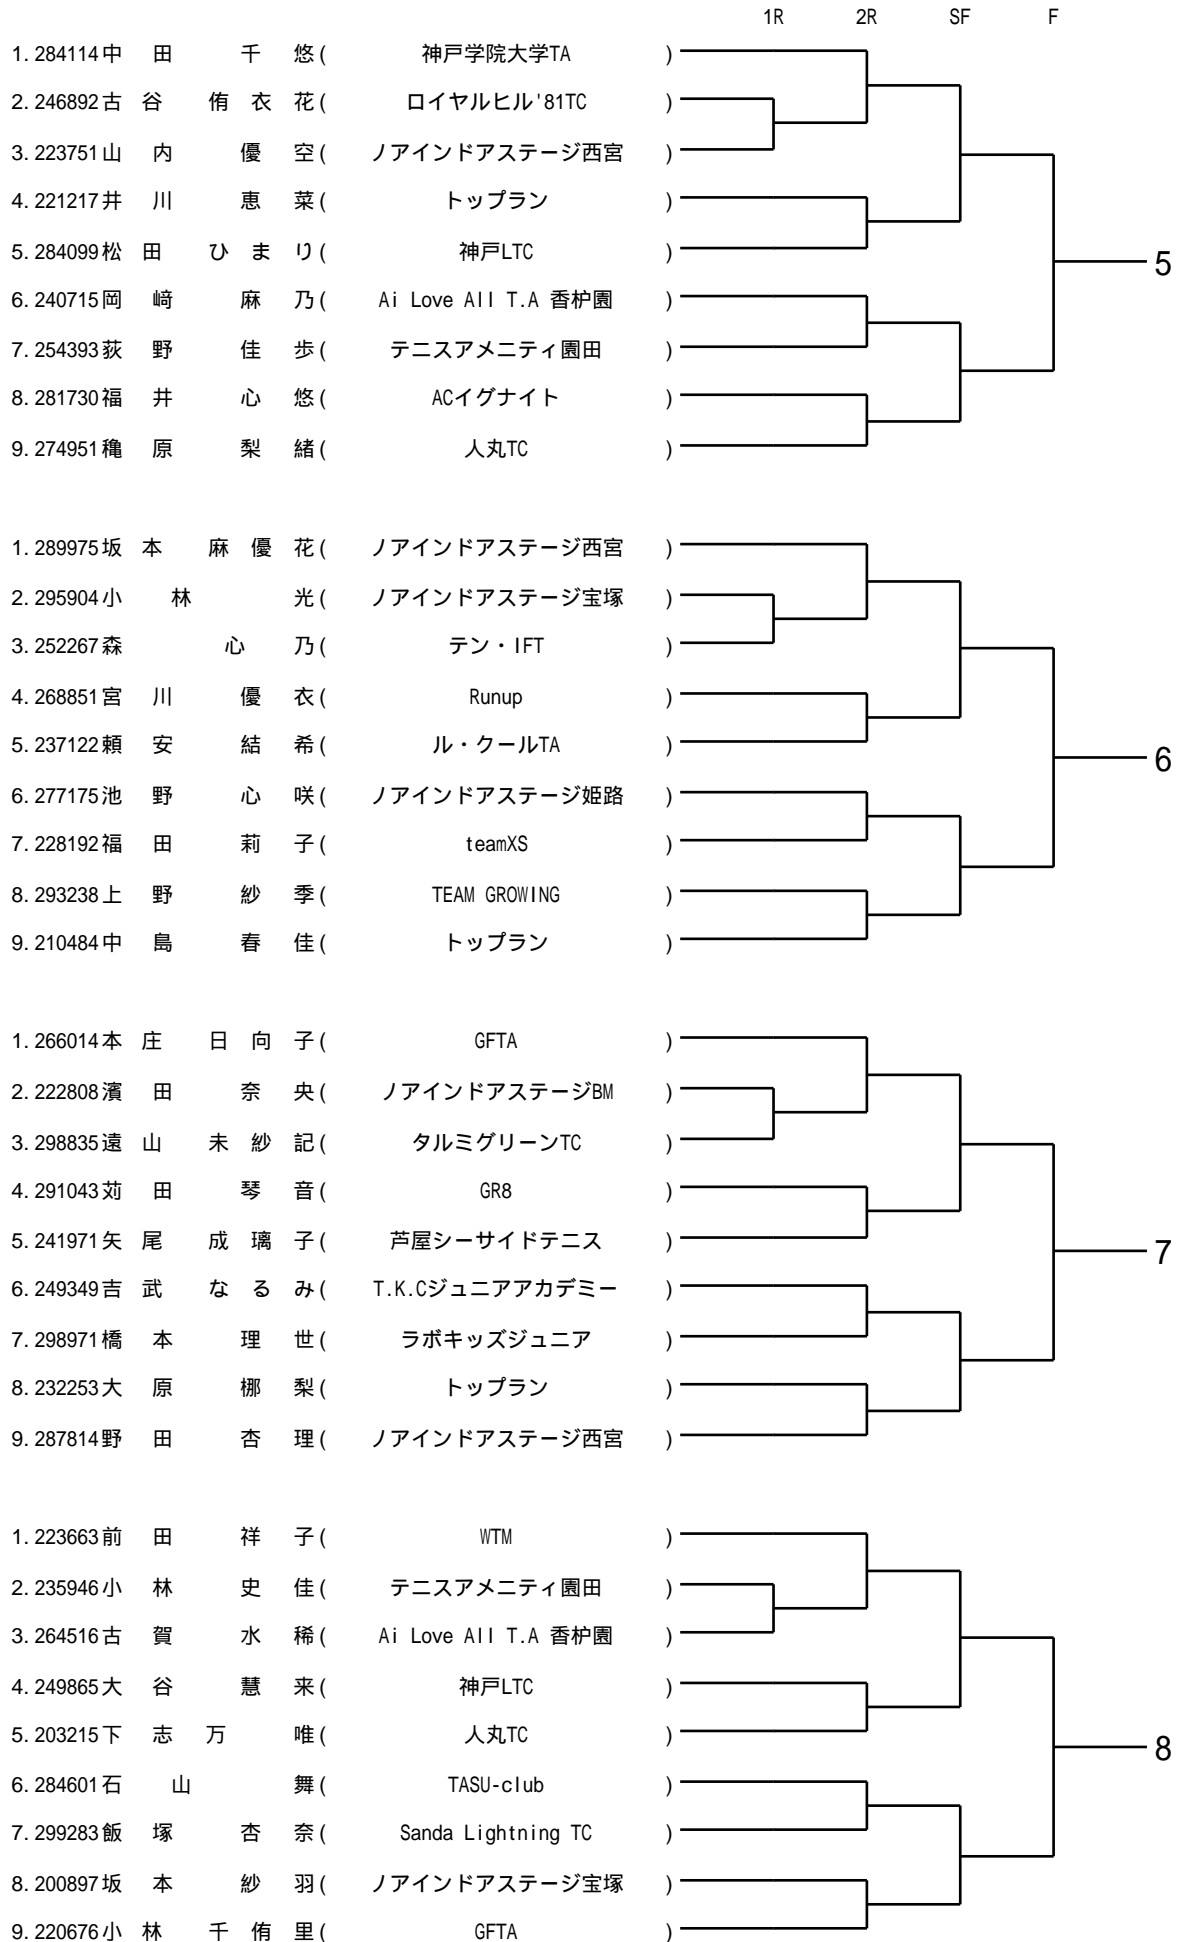 1R 2R SF F
1. 284114 中田 千悠 ( 神戸学院大学TA )
2. 246892 古谷 侑衣花 ( ロイヤルヒル'81TC )
3. 223751 山内 優空 ( ノアインドアステージ西宮 )
4. 221217 井川 恵菜 ( トップラン )
5. 284099 松田 ひまり ( 神戸LTC )
5
6. 240715 岡﨑 麻乃 ( Ai Love All T.A 香枦園 )
7. 254393 荻野 佳歩 ( テニスアメニティ園田 )
8. 281730 福井 心悠 ( ACイグナイト )
9. 274951 穐原 梨緒 ( 人丸TC )
1. 289975 坂本 麻優花 ( ノアインドアステージ西宮 )
2. 295904 小林 光 ( ノアインドアステージ宝塚 )
3. 252267 森 心乃 ( テン・IFT )
4. 268851 宮川 優衣 ( Runup )
5. 237122 頼安 結希 ( ル・クールTA )
6
6. 277175 池野 心咲 ( ノアインドアステージ姫路 )
7. 228192 福田 莉子 ( teamXS )
8. 293238 上野 紗季 ( TEAM GROWING )
9. 210484 中島 春佳 ( トップラン )
1. 266014 本庄 日向子 ( GFTA )
2. 222808 濱田 奈央 ( ノアインドアステージBM )
3. 298835 遠山 未紗記 ( タルミグリーンTC )
4. 291043 苅田 琴音 ( GR8 )
5. 241971 矢尾 成璃子 ( 芦屋シーサイドテニス )
7
6. 249349 吉武 なるみ ( T.K.Cジュニアアカデミー )
7. 298971 橋本 理世 ( ラボキッズジュニア )
8. 232253 大原 梛梨 ( トップラン )
9. 287814 野田 杏理 ( ノアインドアステージ西宮 )
1. 223663 前田 祥子 ( WTM )
2. 235946 小林 史佳 ( テニスアメニティ園田 )
3. 264516 古賀 水稀 ( Ai Love All T.A 香枦園 )
4. 249865 大谷 慧来 ( 神戸LTC )
5. 203215 下志万 唯 ( 人丸TC )
8
6. 284601 石山 舞 ( TASU-club )
7. 299283 飯塚 杏奈 ( Sanda Lightning TC )
8. 200897 坂本 紗羽 ( ノアインドアステージ宝塚 )
9. 220676 小林 千侑里 ( GFTA )